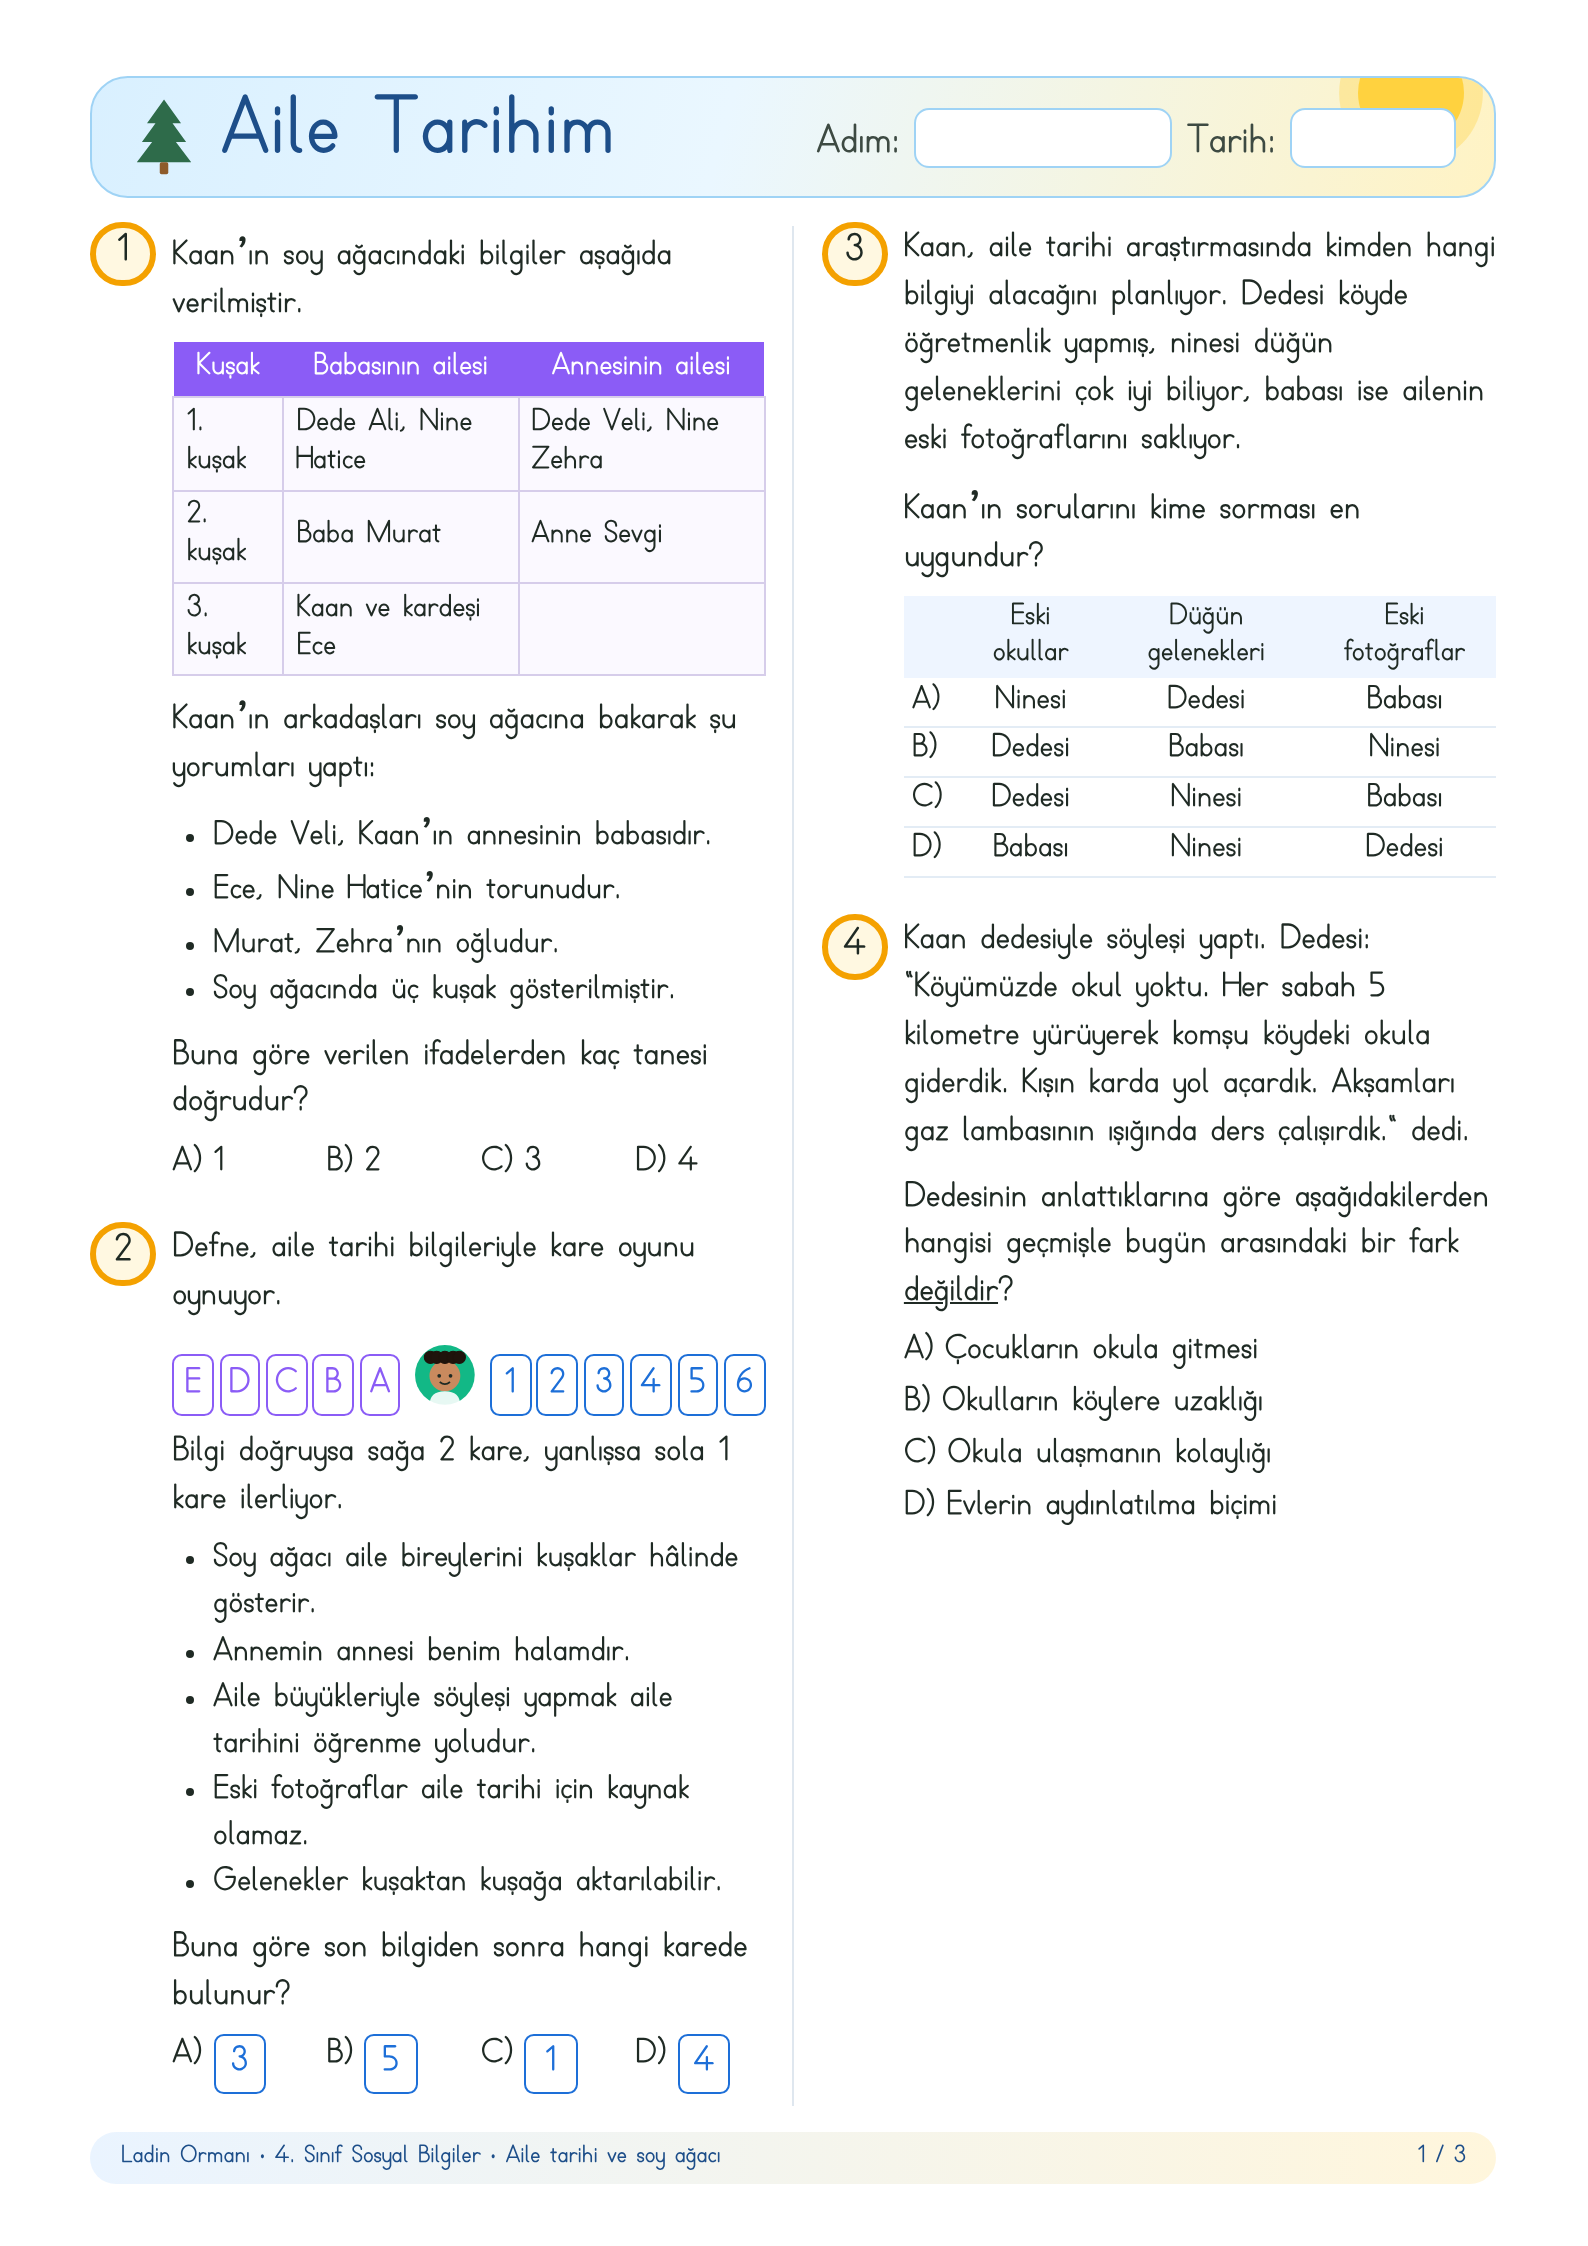 Aile Tarihim
Adım:
Tarih:
1
Kaan’ın soy ağacındaki bilgiler aşağıda
verilmiştir.
Kuşak Babasının ailesi Annesinin ailesi
1. kuşak Dede Ali, Nine Hatice Dede Veli, Nine Zehra
2. kuşak Baba Murat Anne Sevgi
3. kuşak Kaan ve kardeşi Ece
Kaan’ın arkadaşları soy ağacına bakarak şu
yorumları yaptı:
• Dede Veli, Kaan’ın annesinin babasıdır.
• Ece, Nine Hatice’nin torunudur.
• Murat, Zehra’nın oğludur.
• Soy ağacında üç kuşak gösterilmiştir.
Buna göre verilen ifadelerden kaç tanesi
doğrudur?
A) 1 B) 2 C) 3 D) 4
2
Defne, aile tarihi bilgileriyle kare oyunu
oynuyor.
E D C B A 1 2 3 4 5 6
Bilgi doğruysa sağa 2 kare, yanlışsa sola 1
kare ilerliyor.
• Soy ağacı aile bireylerini kuşaklar hâlinde
gösterir.
• Annemin annesi benim halamdır.
• Aile büyükleriyle söyleşi yapmak aile
tarihini öğrenme yoludur.
• Eski fotoğraflar aile tarihi için kaynak
olamaz.
• Gelenekler kuşaktan kuşağa aktarılabilir.
Buna göre son bilgiden sonra hangi karede
bulunur?
A) 3 B) 5 C) 1 D) 4
3
Kaan, aile tarihi araştırmasında kimden hangi
bilgiyi alacağını planlıyor. Dedesi köyde
öğretmenlik yapmış, ninesi düğün
geleneklerini çok iyi biliyor, babası ise ailenin
eski fotoğraflarını saklıyor.
Kaan’ın sorularını kime sorması en
uygundur?
Eski okullar Düğün gelenekleri Eski fotoğraflar
A) Ninesi Dedesi Babası
B) Dedesi Babası Ninesi
C) Dedesi Ninesi Babası
D) Babası Ninesi Dedesi
4
Kaan dedesiyle söyleşi yaptı. Dedesi:
“Köyümüzde okul yoktu. Her sabah 5
kilometre yürüyerek komşu köydeki okula
giderdik. Kışın karda yol açardık. Akşamları
gaz lambasının ışığında ders çalışırdık.“ dedi.
Dedesinin anlattıklarına göre aşağıdakilerden
hangisi geçmişle bugün arasındaki bir fark
değildir?
A) Çocukların okula gitmesi
B) Okulların köylere uzaklığı
C) Okula ulaşmanın kolaylığı
D) Evlerin aydınlatılma biçimi
Ladin Ormanı • 4. Sınıf Sosyal Bilgiler • Aile tarihi ve soy ağacı
1 / 3